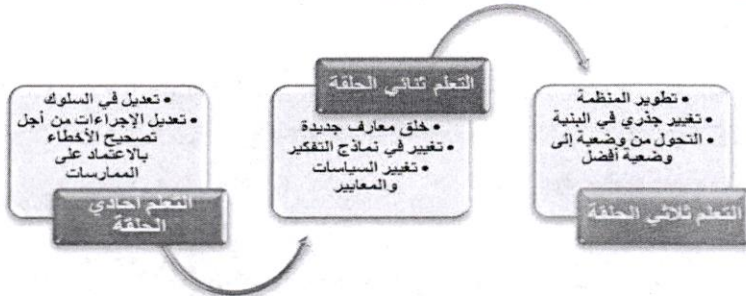 • تعديل في السلوك
• تعديل الإجراءات من أجل
تصحيح الأخطاء
بالاعتماد على
الممارسات
التعلم احادي
الحلقة
التعلم ثنائي الحلقة
• خلق معارف جديدة
• تغيير في نماذج التفكير
• تغيير السياسات
والمعايير
• تطوير المنظمة
• تغيير جذري في البنية
• التحول من وضعية إلى
وضعية أفضل
التعلم ثلاثي الحلقة